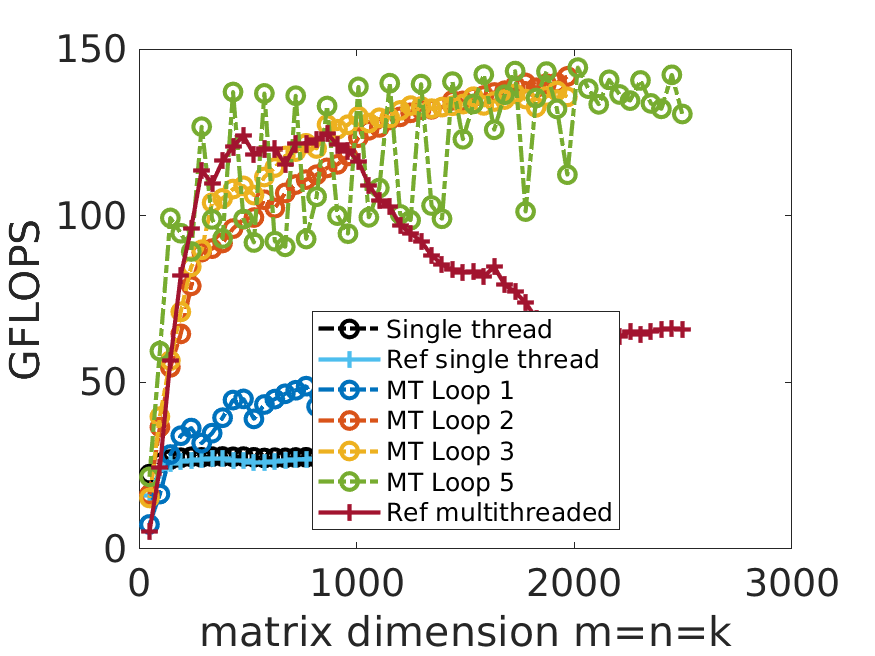 150
100
50
0
GFLOPS
Single thread
Ref single thread
MT Loop 1
MT Loop 2
MT Loop 3
MT Loop 5
Ref multithreaded
0 1000 2000 3000
matrix dimension m=n=k